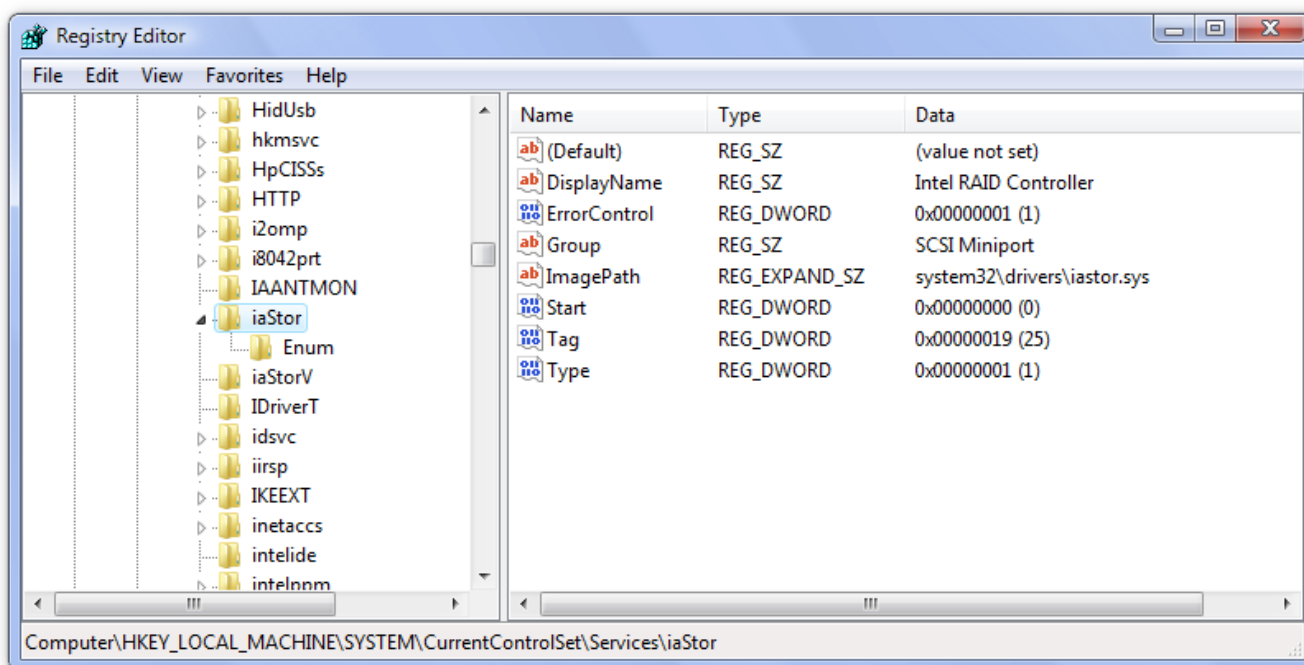 Registry Editor
File Edit View Favorites Help
HidUsb
hkmsvc
HpCISSs
HTTP
i2omp
i8042prt
IAANTMON
iaStor
Enum
iaStorV
IDriverT
idsvc
iirsp
IKEEXT
inetaccs
intelide
intelppm
Name Type Data
(Default) REG_SZ (value not set)
DisplayName REG_SZ Intel RAID Controller
ErrorControl REG_DWORD 0x00000001 (1)
Group REG_SZ SCSI Miniport
ImagePath REG_EXPAND_SZ system32\drivers\iastor.sys
Start REG_DWORD 0x00000000 (0)
Tag REG_DWORD 0x00000019 (25)
Type REG_DWORD 0x00000001 (1)
Computer\HKEY_LOCAL_MACHINE\SYSTEM\CurrentControlSet\Services\iaStor